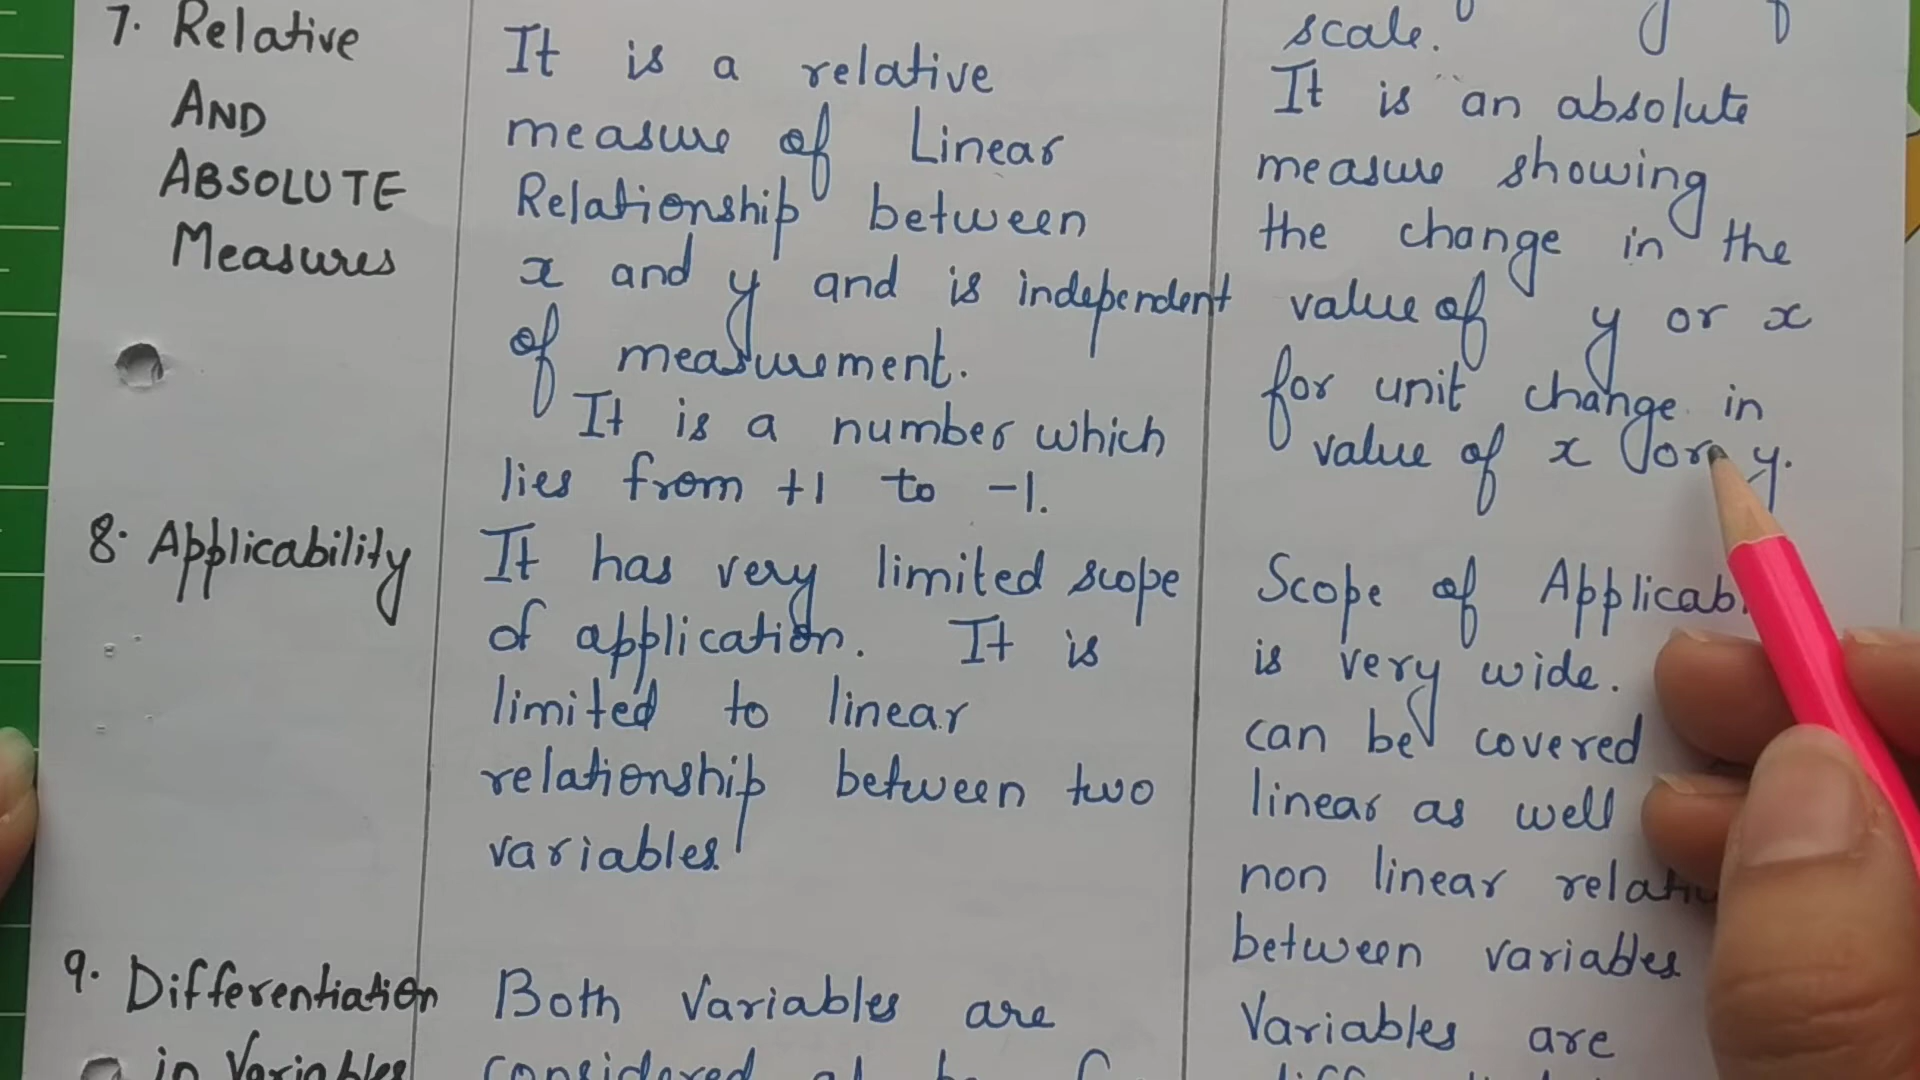 7. Relative
AND
ABSOLUTE
Measures
It is a relative
measure of Linear
Relationship between
x and y and is independent
of measurement.
It is a number which
lies from +1 to -1.
scale.
It is an absolute
measure showing
the change in the
value of y or x
for unit change in
value of x or y.
8. Applicability
It has very limited scope
of application. It is
limited to linear
relationship between two
variables
Scope of Applicab
is very wide.
can be covered
linear as well
non linear
between variables
9. Differentiation
in Variables
Both Variables are
considered
Variables are